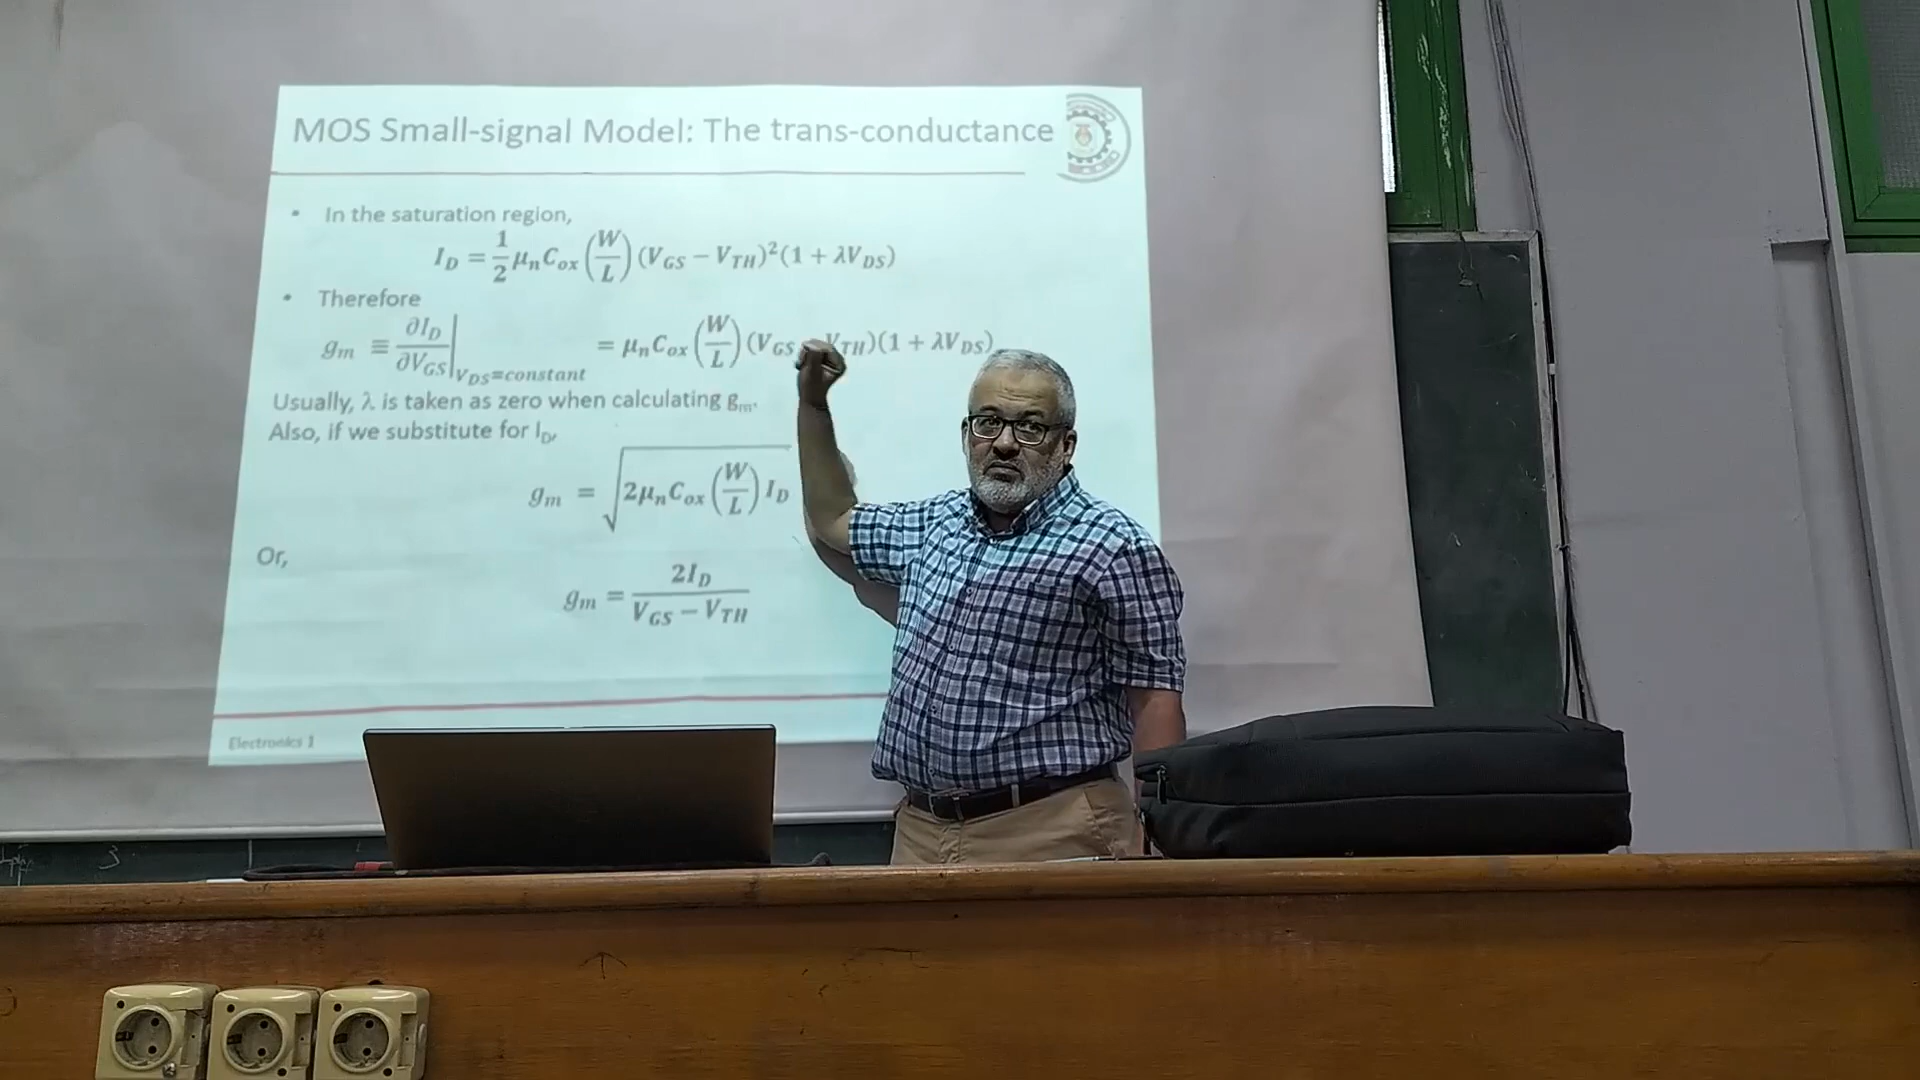 MOS Small-signal Model: The trans-conductance
• In the saturation region,
I_D = 1/2 μ_n C_ox (W/L) (V_GS − V_TH)² (1 + λV_DS)
• Therefore
g_m ≡ ∂I_D/∂V_GS |_V_DS=constant = μ_n C_ox (W/L) (V_GS − V_TH)(1 + λV_DS)
Usually, λ is taken as zero when calculating g_m.
Also, if we substitute for I_D,
g_m = √(2μ_n C_ox (W/L) I_D)
Or,
g_m = 2I_D/(V_GS − V_TH)
Electronics 1